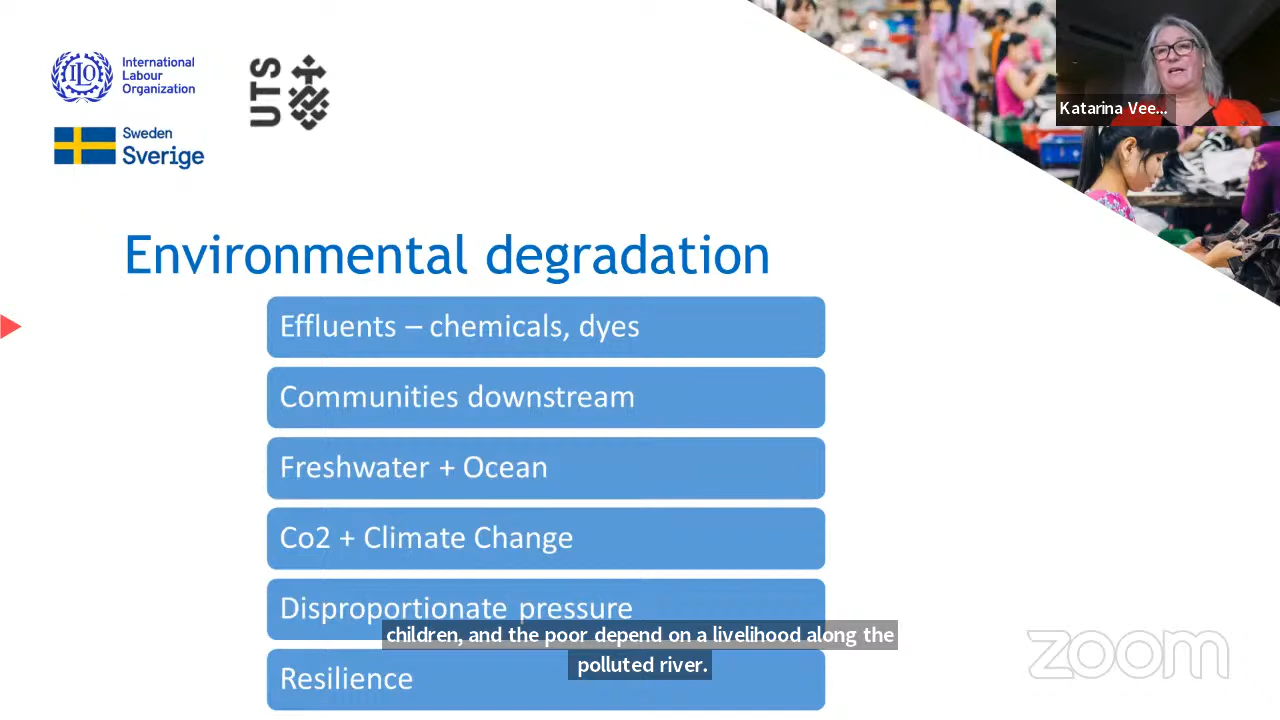 International
Labour
Organization
ILO
UTS
Sweden
Sverige
Katarina Vee...
Environmental degradation
Effluents – chemicals, dyes
Communities downstream
Freshwater + Ocean
Co2 + Climate Change
Disproportionate pressure
children, and the poor depend on a livelihood along the
polluted river.
Resilience
zoom